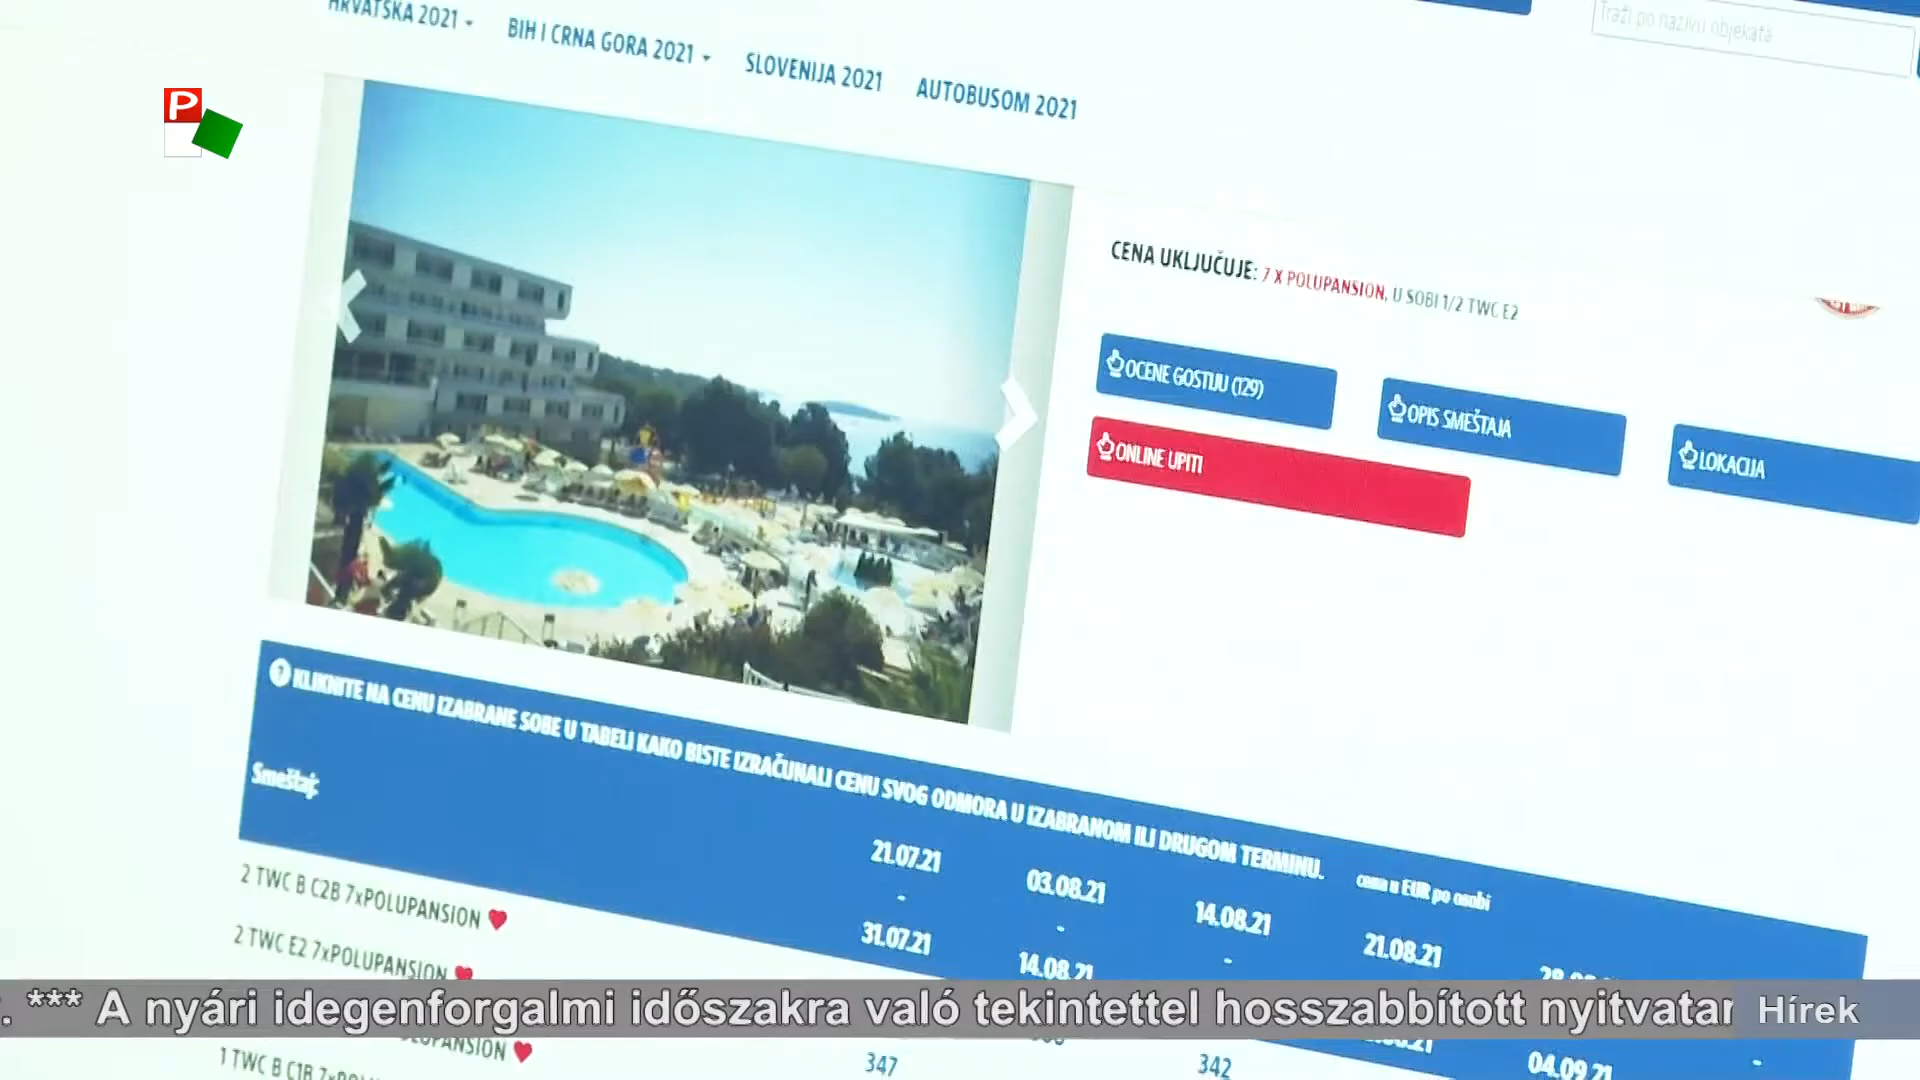 HRVATSKA 2021
BIH I CRNA GORA 2021
SLOVENIJA 2021
AUTOBUSOM 2021
Traži po nazivu objekata
P
CENA UKLJUČUJE: 7 X POLUPANSION, U SOBI 1/2 TWC E2
OCENE GOSTIJU (129)
OPIS SMEŠTAJA
LOKACIJA
ONLINE UPITI
KLIKNITE NA CENU IZABRANE SOBE U TABELI KAKO BISTE IZRAČUNALI CENU SVOG ODMORA U IZABRANOM ILI DRUGOM TERMINU.
cena u EUR po osobi
Smeštaj:
21.07.21
-
31.07.21
03.08.21
-
14.08.21
14.08.21
-
21.08.21
04.09.21
-
2 TWC B C2B 7xPOLUPANSION
2 TWC E2 7xPOLUPANSION
*** A nyári idegenforgalmi időszakra való tekintettel hosszabbított nyitvatar
Hírek
1 TWC B C1B
347
342